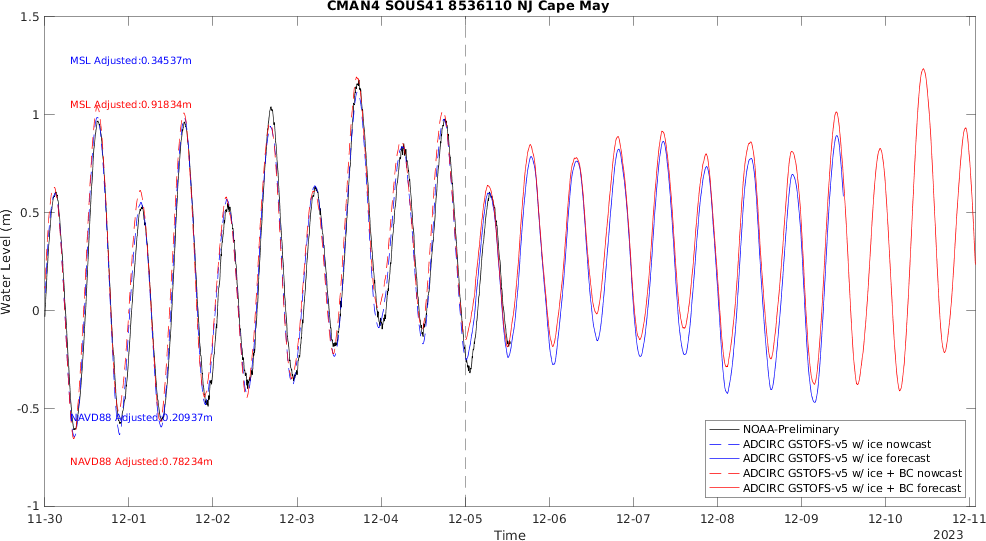 CMAN4 SOUS41 8536110 NJ Cape May
1.5
1
0.5
0
-0.5
-1
Water Level (m)
MSL Adjusted:0.34537m
MSL Adjusted:0.91834m
NAVD88 Adjusted:0.20937m
NAVD88 Adjusted:0.78234m
NOAA-Preliminary
ADCIRC GSTOFS-v5 w/ ice nowcast
ADCIRC GSTOFS-v5 w/ ice forecast
ADCIRC GSTOFS-v5 w/ ice + BC nowcast
ADCIRC GSTOFS-v5 w/ ice + BC forecast
11-30 12-01 12-02 12-03 12-04 12-05 12-06 12-07 12-08 12-09 12-10 12-11
Time
2023